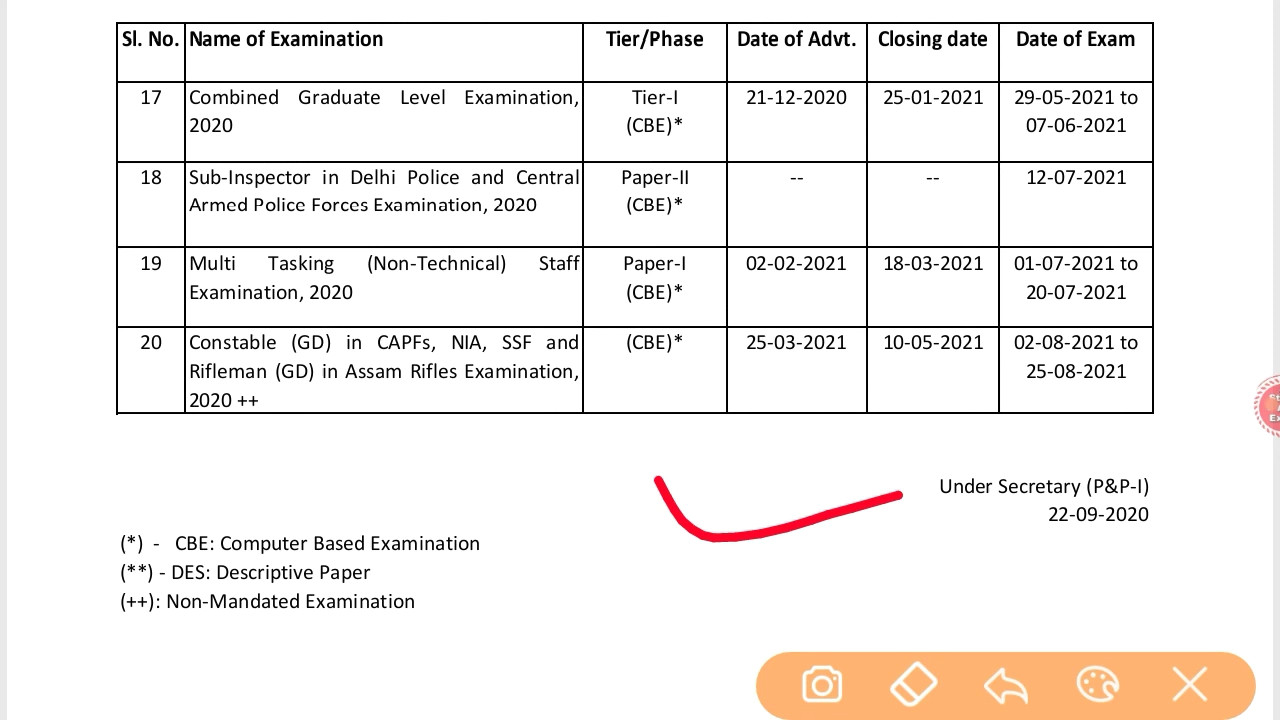 Sl. No. Name of Examination Tier/Phase Date of Advt. Closing date Date of Exam
17 Combined Graduate Level Examination, Tier-I 21-12-2020 25-01-2021 29-05-2021 to
2020 (CBE)* 07-06-2021
18 Sub-Inspector in Delhi Police and Central Paper-II -- -- 12-07-2021
Armed Police Forces Examination, 2020 (CBE)*
19 Multi Tasking (Non-Technical) Staff Paper-I 02-02-2021 18-03-2021 01-07-2021 to
Examination, 2020 (CBE)* 20-07-2021
20 Constable (GD) in CAPFs, NIA, SSF and (CBE)* 25-03-2021 10-05-2021 02-08-2021 to
Rifleman (GD) in Assam Rifles Examination, 25-08-2021
2020 ++
Under Secretary (P&P-I)
22-09-2020
(*) - CBE: Computer Based Examination
(**) - DES: Descriptive Paper
(++): Non-Mandated Examination